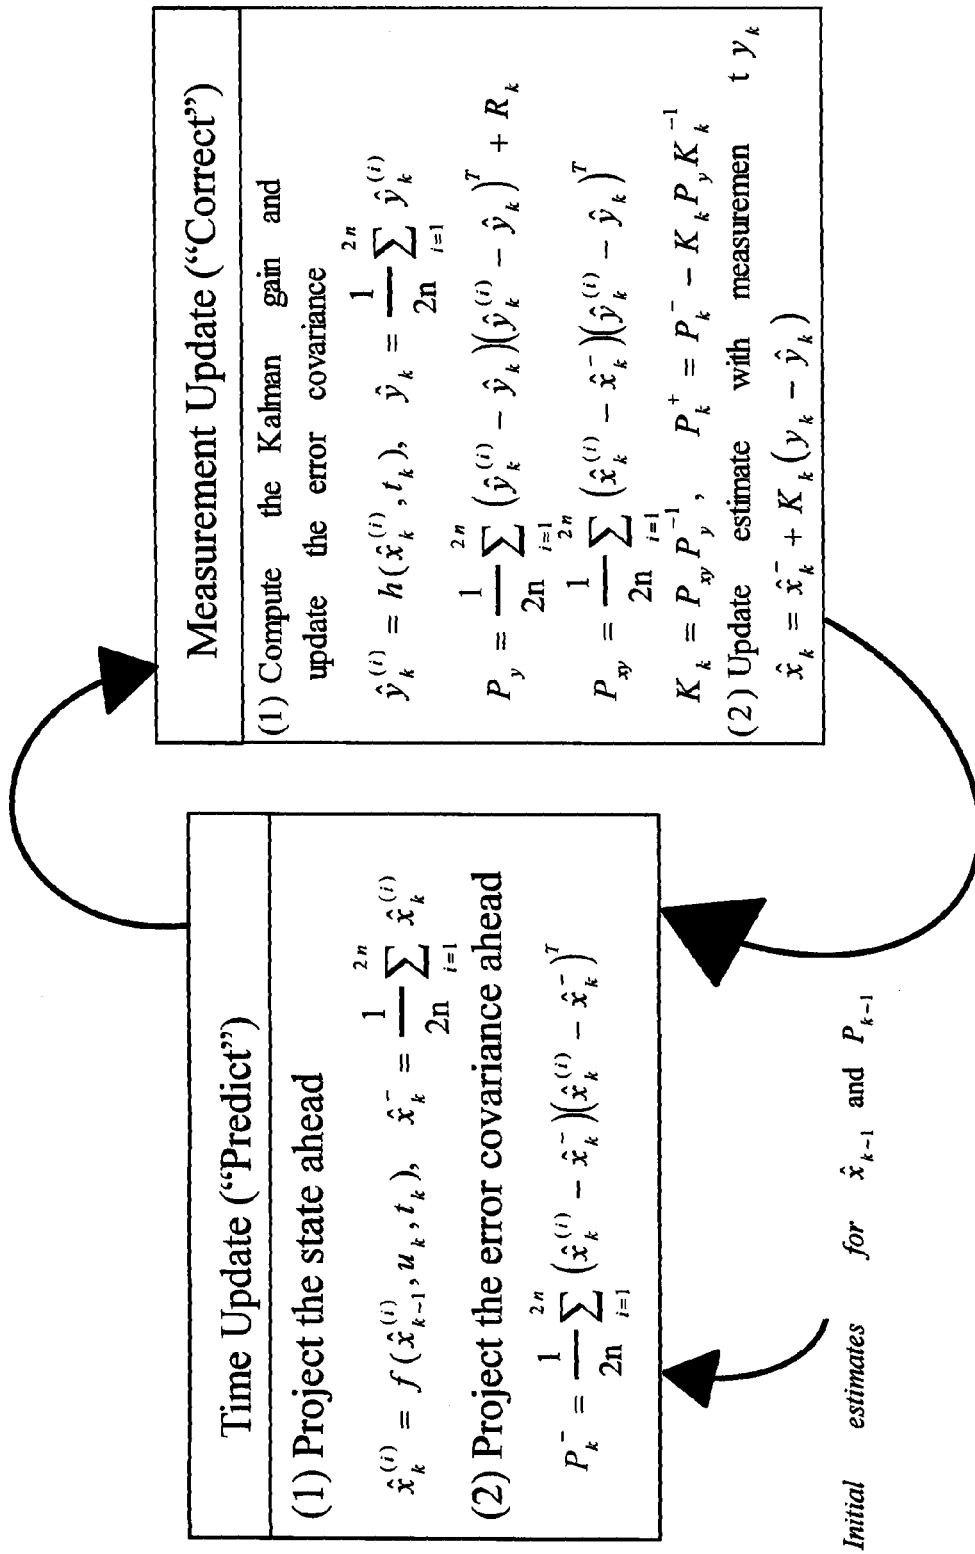 Time Update (“Predict”)
(1) Project the state ahead
x̂_k^(i) = f(x̂_{k-1}^(i), u_k, t_k), x̂_k^- = 1/2n ∑_{i=1}^{2n} x̂_k^(i)
(2) Project the error covariance ahead
P_k^- = 1/2n ∑_{i=1}^{2n} (x̂_k^(i) - x̂_k^-)(x̂_k^(i) - x̂_k^-)^T
Initial estimates for x̂_{k-1} and P_{k-1}
Measurement Update (“Correct”)
(1) Compute the Kalman gain and
update the error covariance
ŷ_k^(i) = h(x̂_k^(i), t_k), ŷ_k = 1/2n ∑_{i=1}^{2n} ŷ_k^(i)
P_y = 1/2n ∑_{i=1}^{2n} (ŷ_k^(i) - ŷ_k)(ŷ_k^(i) - ŷ_k)^T + R_k
P_xy = 1/2n ∑_{i=1}^{2n} (x̂_k^(i) - x̂_k^-)(ŷ_k^(i) - ŷ_k)^T
K_k = P_xy P_y^{-1}, P_k^+ = P_k^- - K_k P_y K_k^{-1}
(2) Update estimate with measuremen t y_k
x̂_k = x̂_k^- + K_k(y_k - ŷ_k)